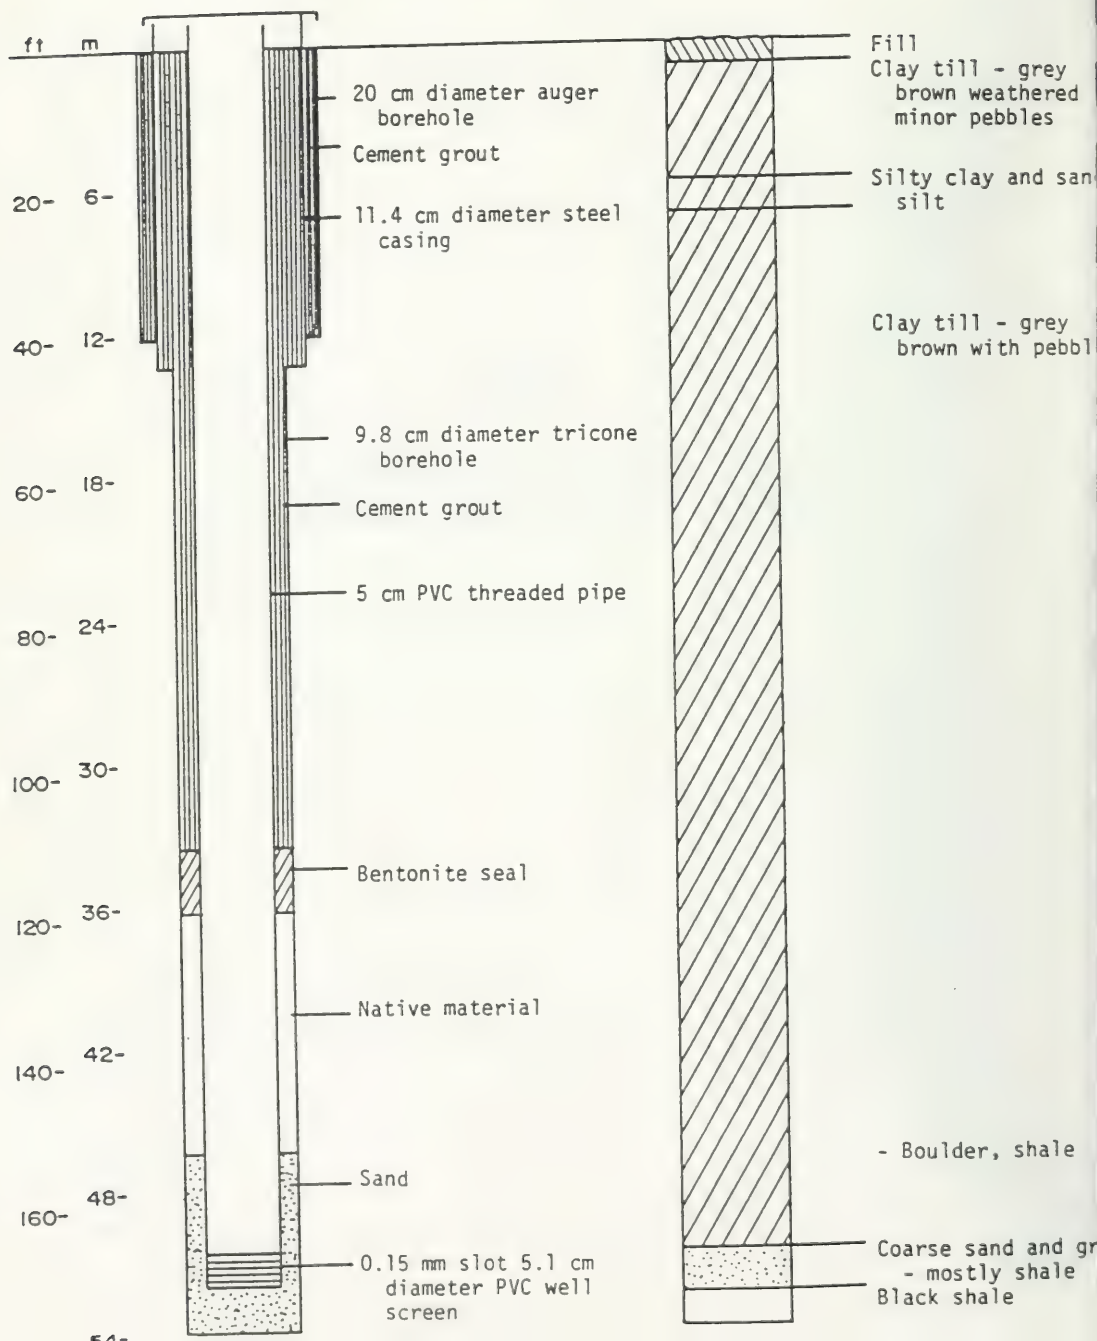 ft m
20 cm diameter auger
borehole
Cement grout
11.4 cm diameter steel
casing
9.8 cm diameter tricone
borehole
Cement grout
5 cm PVC threaded pipe
Bentonite seal
Native material
Sand
0.15 mm slot 5.1 cm
diameter PVC well
screen
20- 6-
40- 12-
60- 18-
80- 24-
100- 30-
120- 36-
140- 42-
160- 48-
54-
Fill
Clay till - grey
brown weathered
minor pebbles
Silty clay and
silt
Clay till - grey
brown with
- Boulder, shale
Coarse sand and
- mostly shale
Black shale